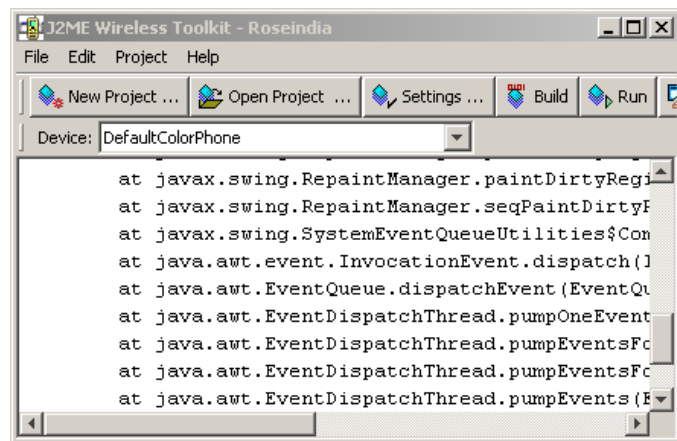 J2ME Wireless Toolkit - Roseindia
File Edit Project Help
New Project ... Open Project ... Settings ... Build Run
Device: DefaultColorPhone
at javax.swing.RepaintManager.paintDirtyRegi
at javax.swing.RepaintManager.seqPaintDirty
at javax.swing.SystemEventQueueUtilities$Com
at java.awt.event.InvocationEvent.dispatch(I
at java.awt.EventQueue.dispatchEvent(EventQu
at java.awt.EventDispatchThread.pumpOneEvent
at java.awt.EventDispatchThread.pumpEventsFo
at java.awt.EventDispatchThread.pumpEventsFo
at java.awt.EventDispatchThread.pumpEvents(E